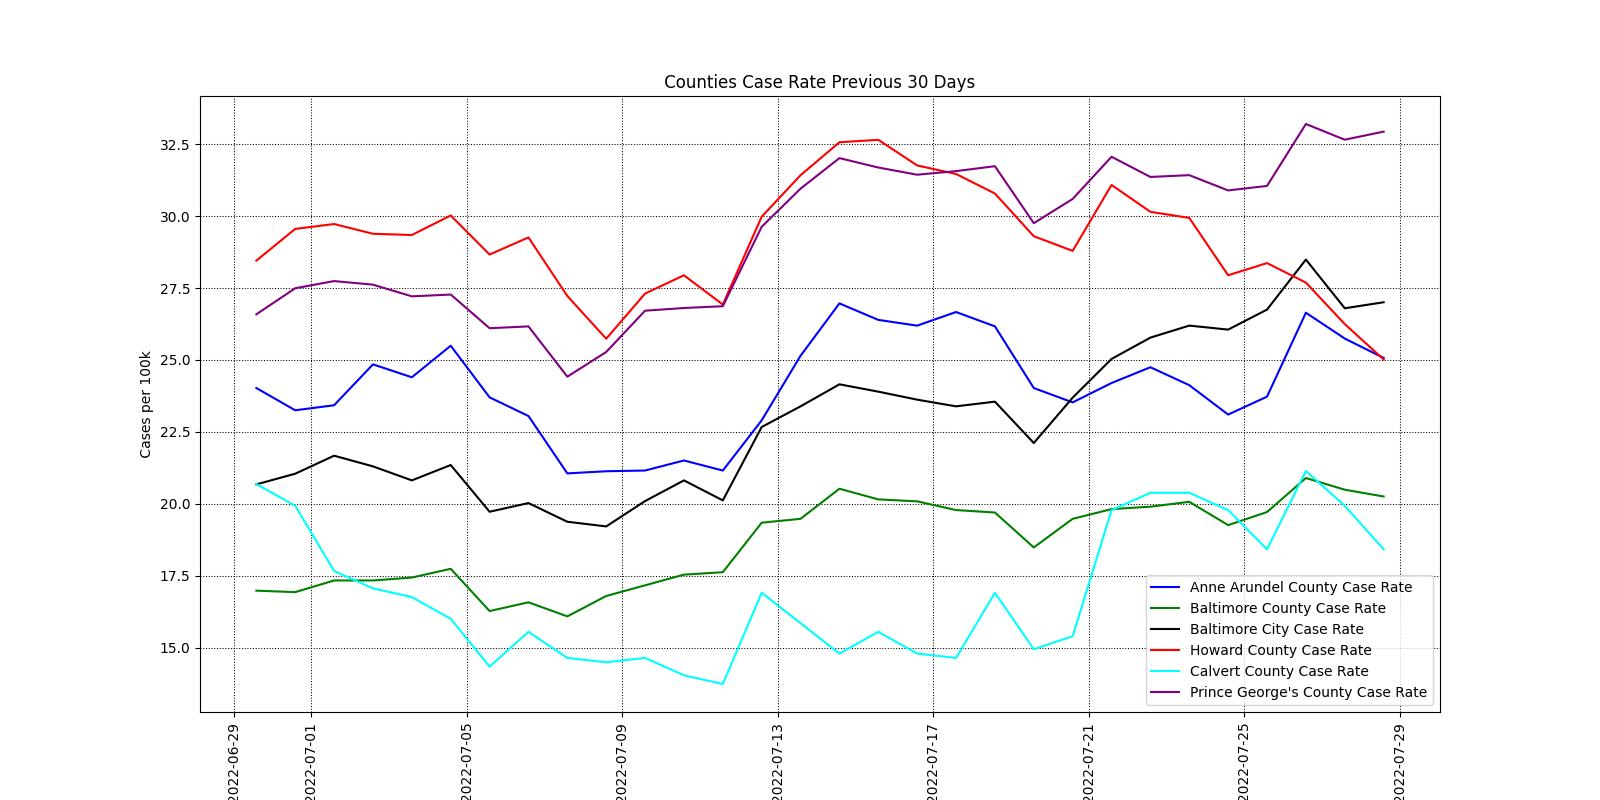 Counties Case Rate Previous 30 Days
Cases per 100k
32.5
30.0
27.5
25.0
22.5
20.0
17.5
15.0
Anne Arundel County Case Rate
Baltimore County Case Rate
Baltimore City Case Rate
Howard County Case Rate
Calvert County Case Rate
Prince George's County Case Rate
2022-06-29
2022-07-01
2022-07-05
2022-07-09
2022-07-13
2022-07-17
2022-07-21
2022-07-25
2022-07-29